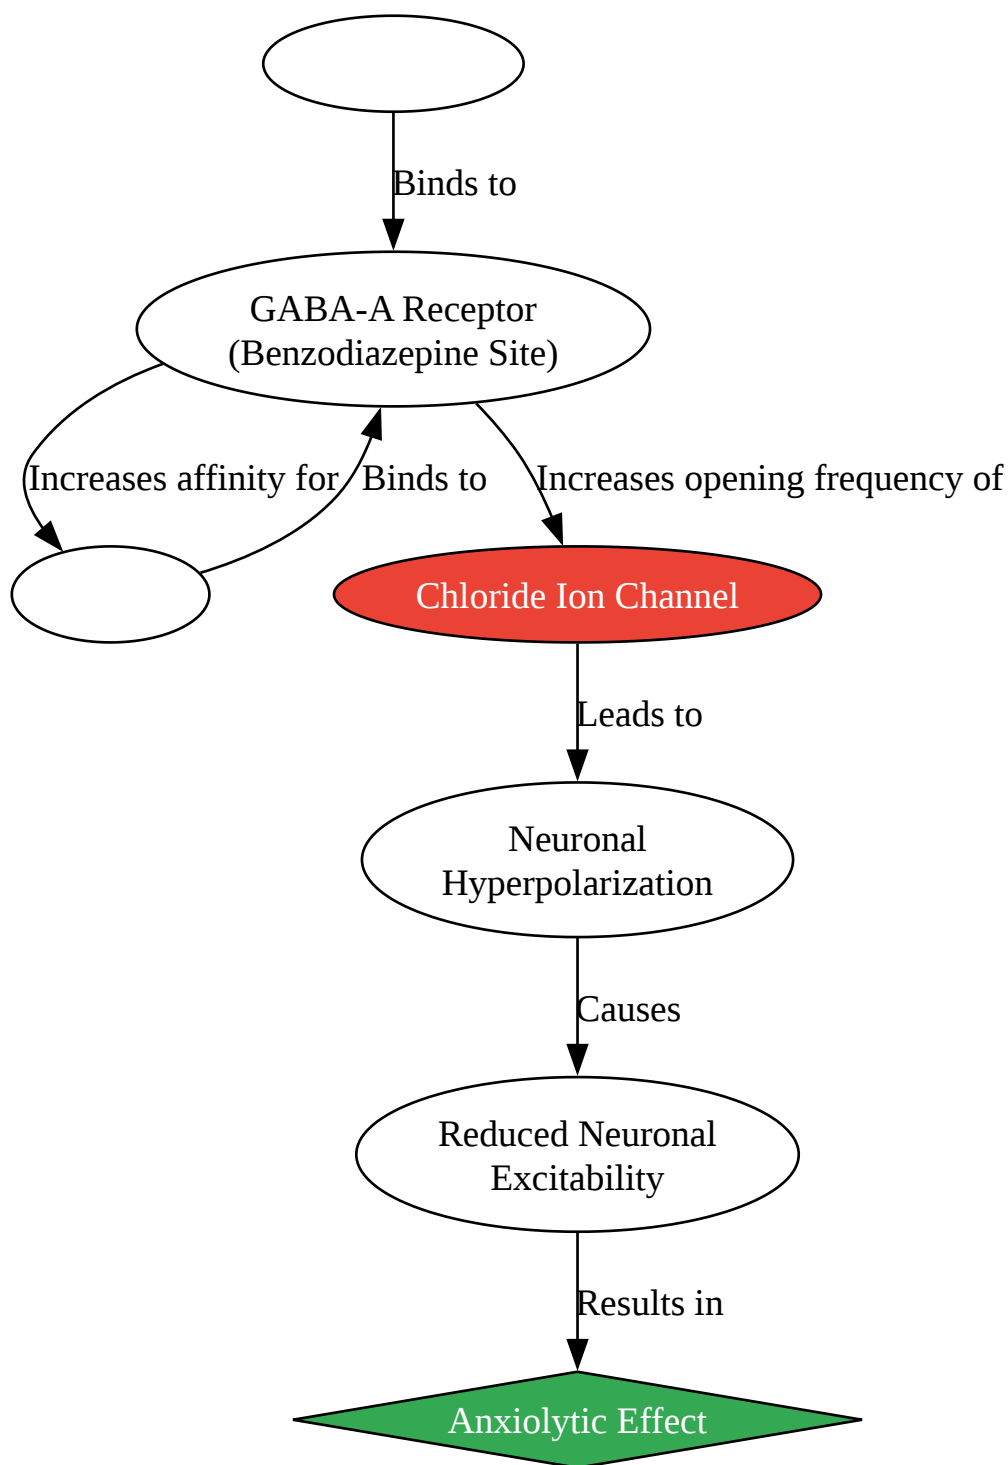 Binds to
GABA-A Receptor
(Benzodiazepine Site)
Increases affinity for
Binds to
Increases opening frequency of
Chloride Ion Channel
Leads to
Neuronal
Hyperpolarization
Causes
Reduced Neuronal
Excitability
Results in
Anxiolytic Effect